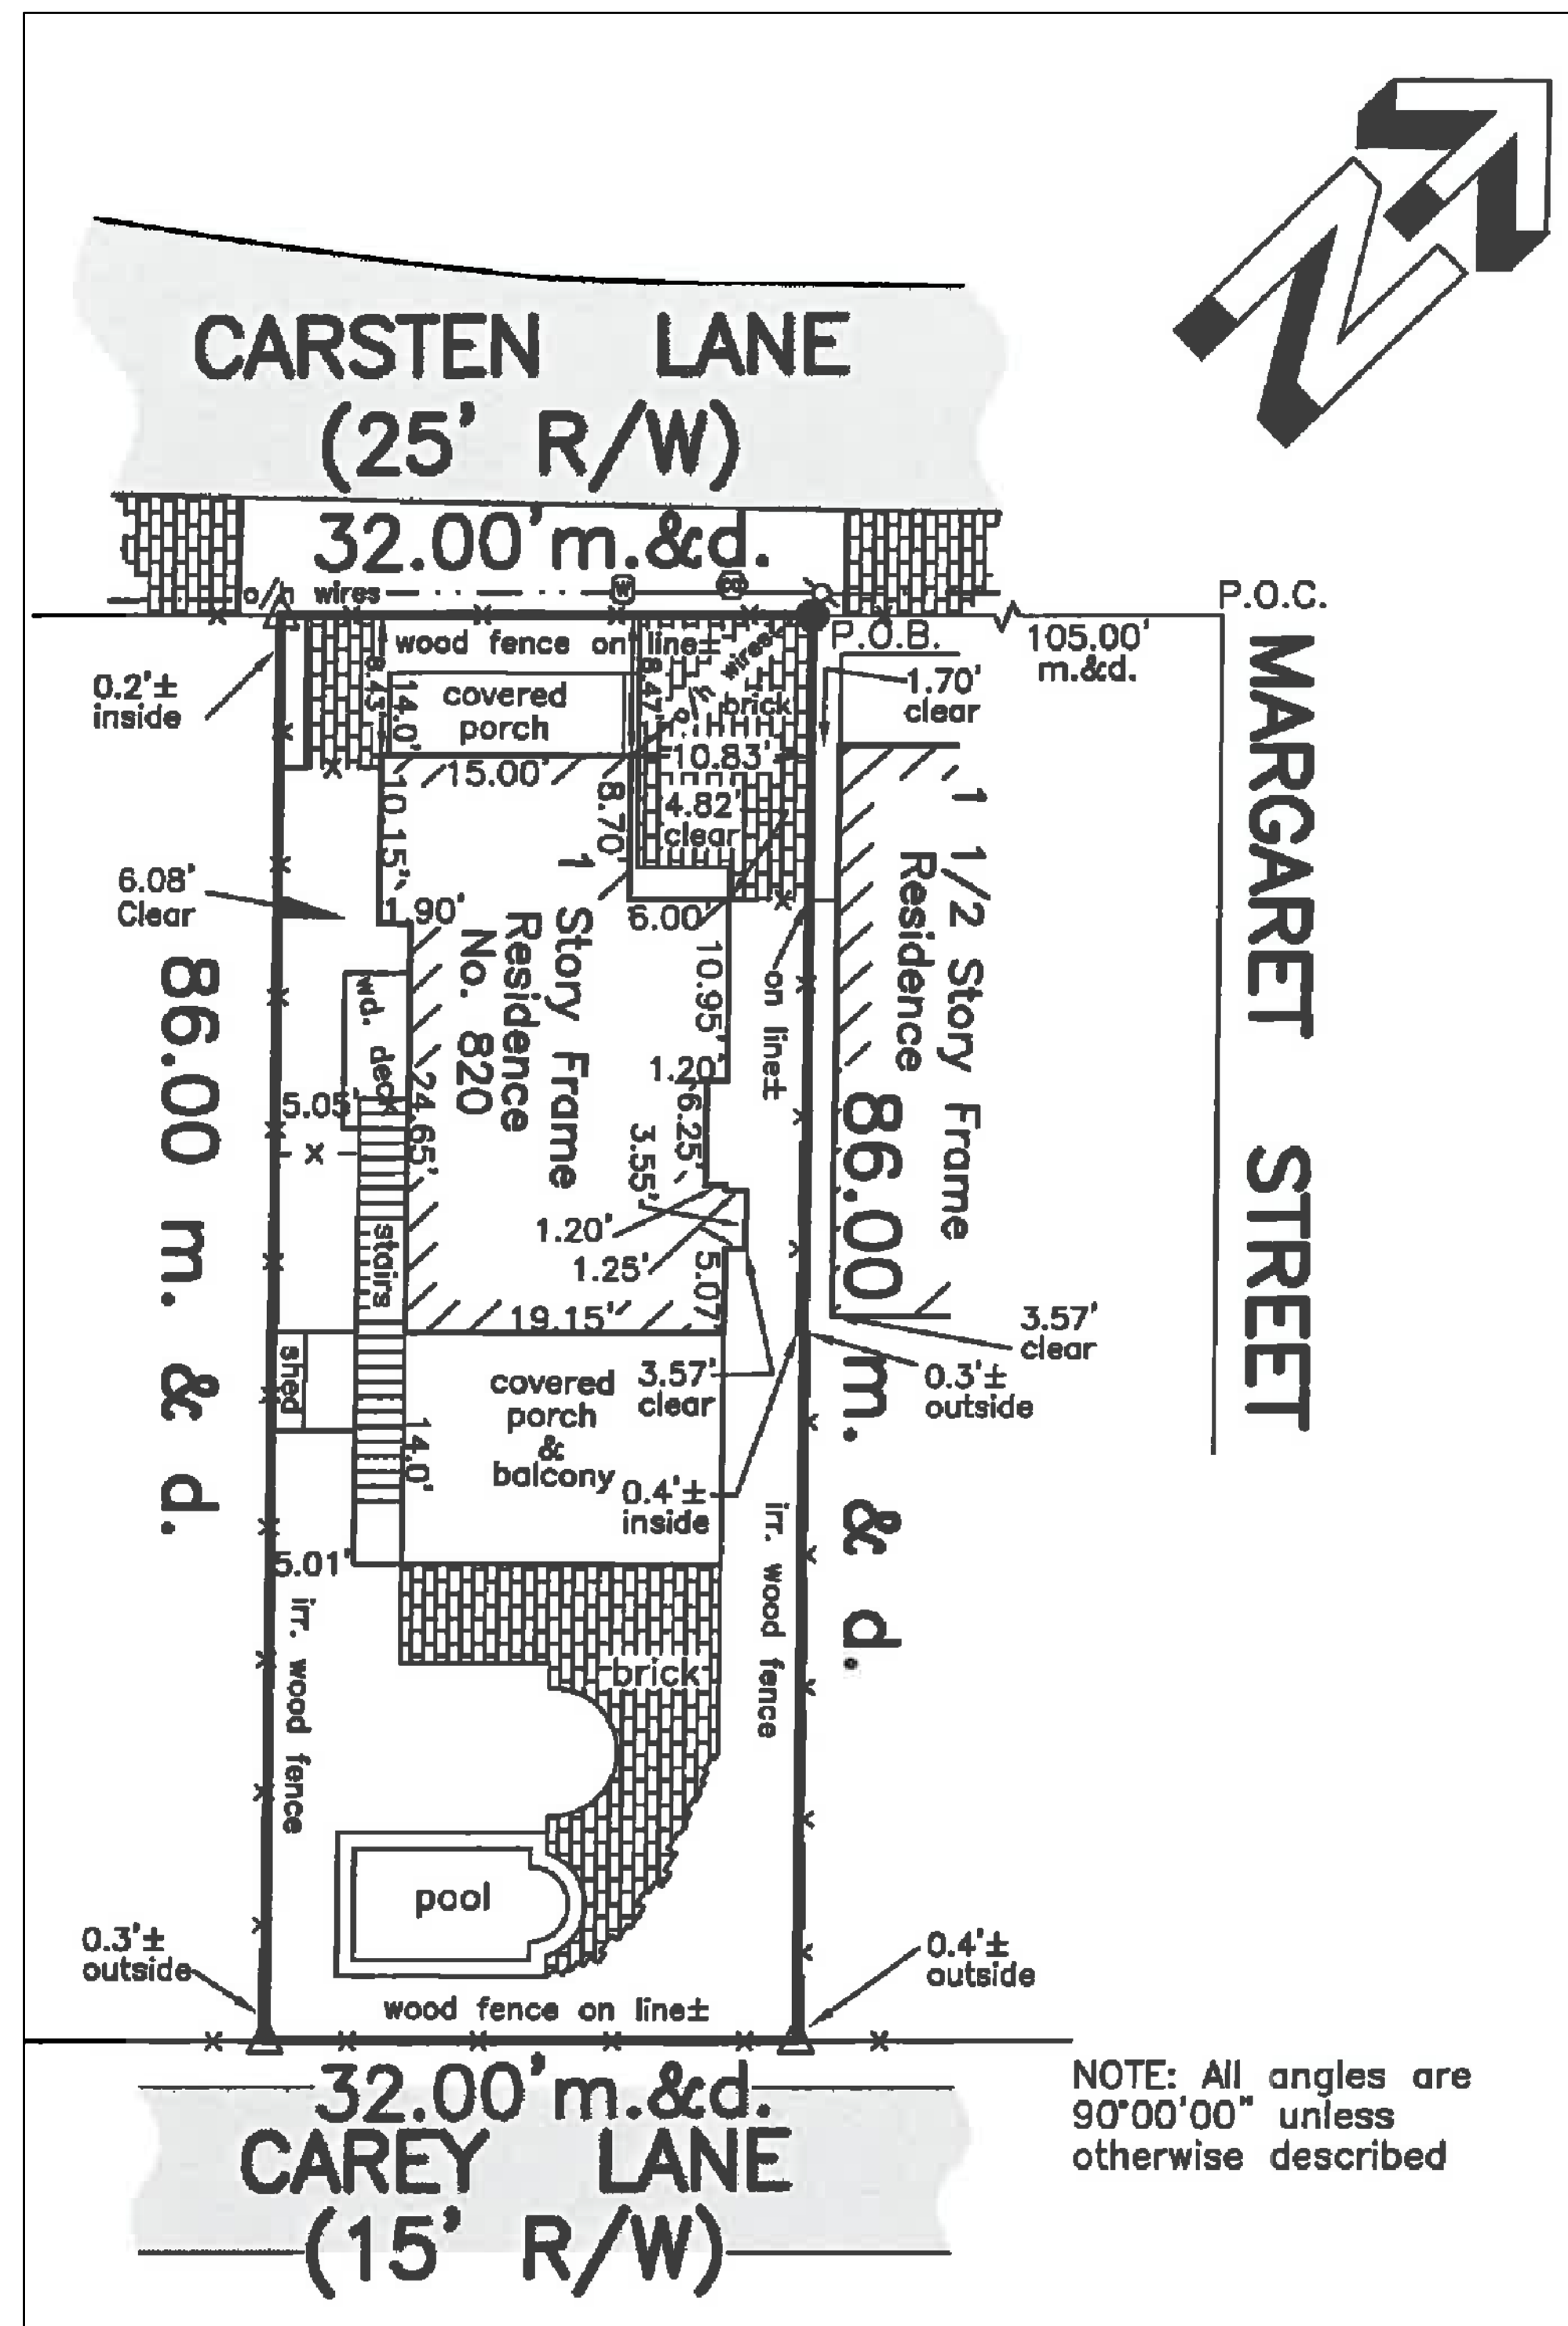 N
CARSTEN LANE
(25' R/W)
32.00'm.&d.
o/h wires
W
P.O.C.
P.O.B.
105.00'
m.&d.
MARGARET STREET
wood fence on line±
0.2'±
inside
8.43'
14.0'
covered
porch
8.47'
o/h wires
brick
1.70'
clear
15.00'
10.83'
10.15'
8.70'
4.82'
clear
6.08'
Clear
1.90'
6.00'
1 Story Frame
Residence
No. 820
10.95'
on line±
1 1/2 Story Frame
Residence
86.00 m. & d.
86.00 m. & d.
wd. deck
5.05'
24.65'
1.20'
6.25'
3.55'
1.20'
1.25'
stairs
5.07'
19.15'
3.57'
clear
shed
covered
porch
&
balcony
3.57'
clear
0.3'±
outside
14.0'
0.4'±
inside
5.01'
irr. wood fence
irr. wood fence
brick
pool
0.3'±
outside
0.4'±
outside
wood fence on line±
32.00'm.&d.
CAREY LANE
(15' R/W)
NOTE: All angles are
90°00'00" unless
otherwise described